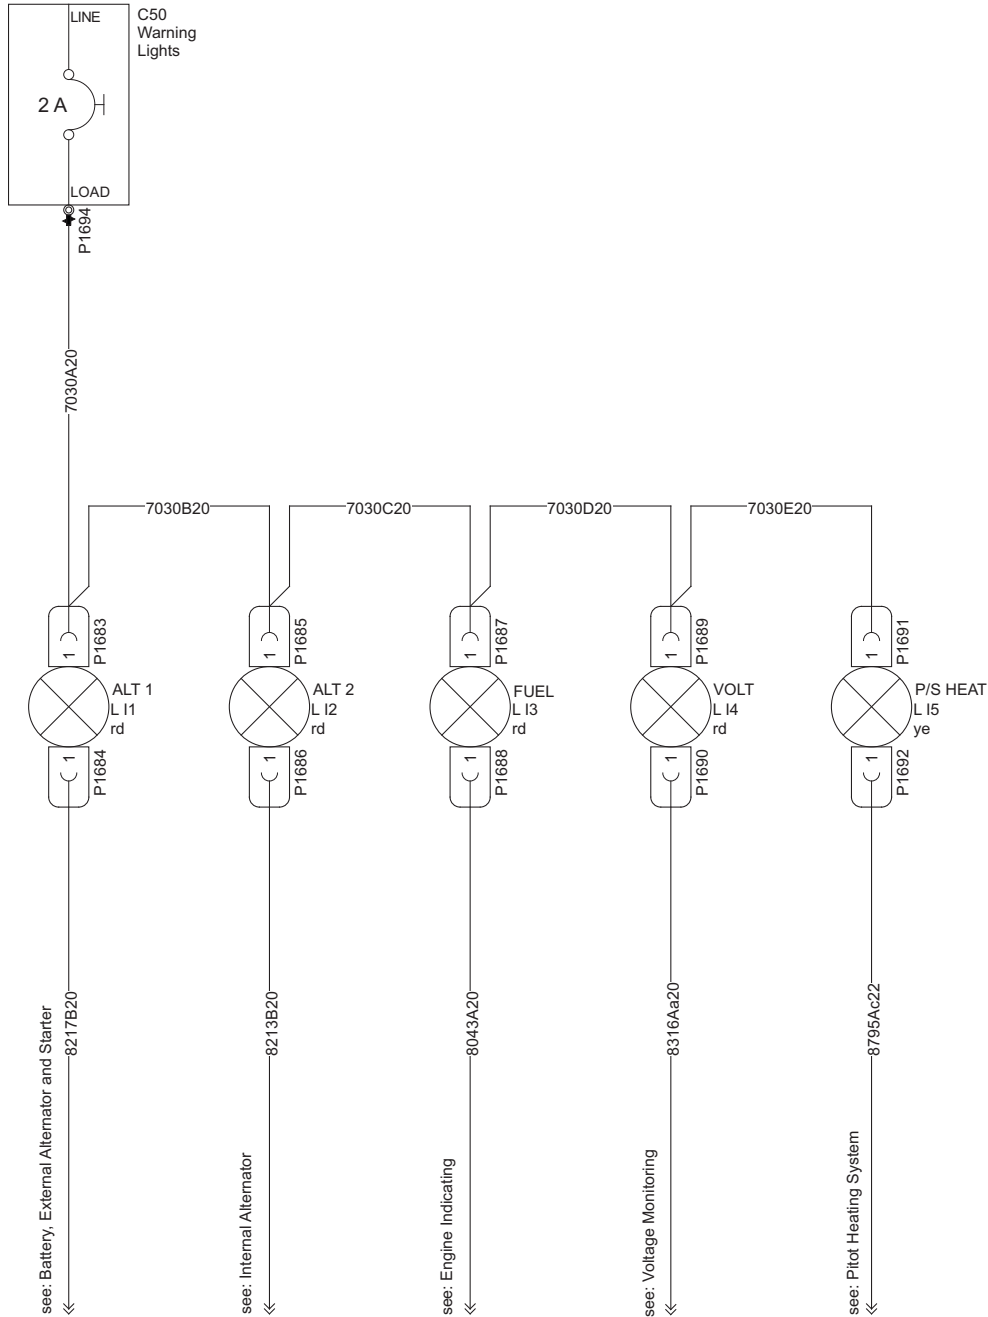 LINE
C50
Warning
Lights
2 A
LOAD
P1694
7030A20
7030B20
7030C20
7030D20
7030E20
1
P1683
1
P1685
1
P1687
1
P1689
1
P1691
ALT 1
L I1
rd
ALT 2
L I2
rd
FUEL
L I3
rd
VOLT
L I4
rd
P/S HEAT
L I5
ye
1
P1684
1
P1686
1
P1688
1
P1690
1
P1692
8217B20
8213B20
8043A20
8316Aa20
8795Ac22
see: Battery, External Alternator and Starter
see: Internal Alternator
see: Engine Indicating
see: Voltage Monitoring
see: Pitot Heating System